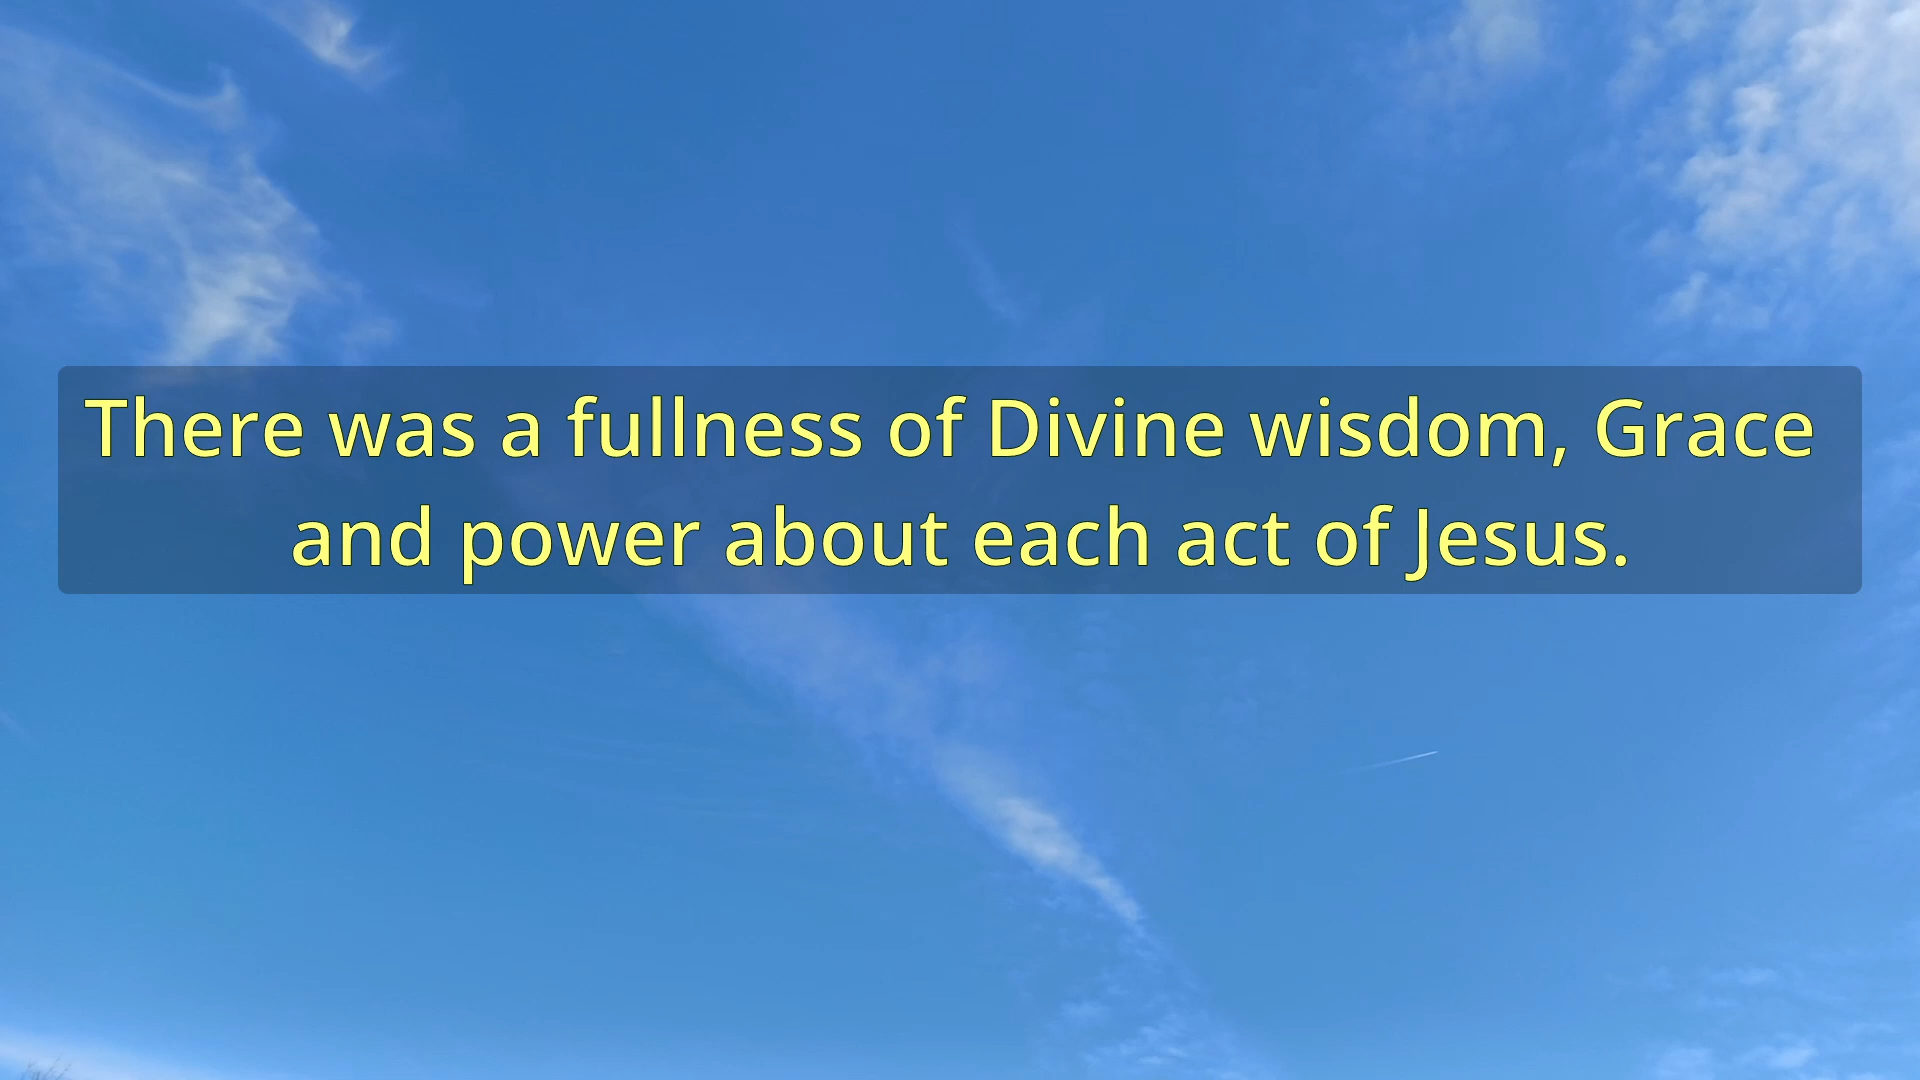 There was a fullness of Divine wisdom, Grace
and power about each act of Jesus.